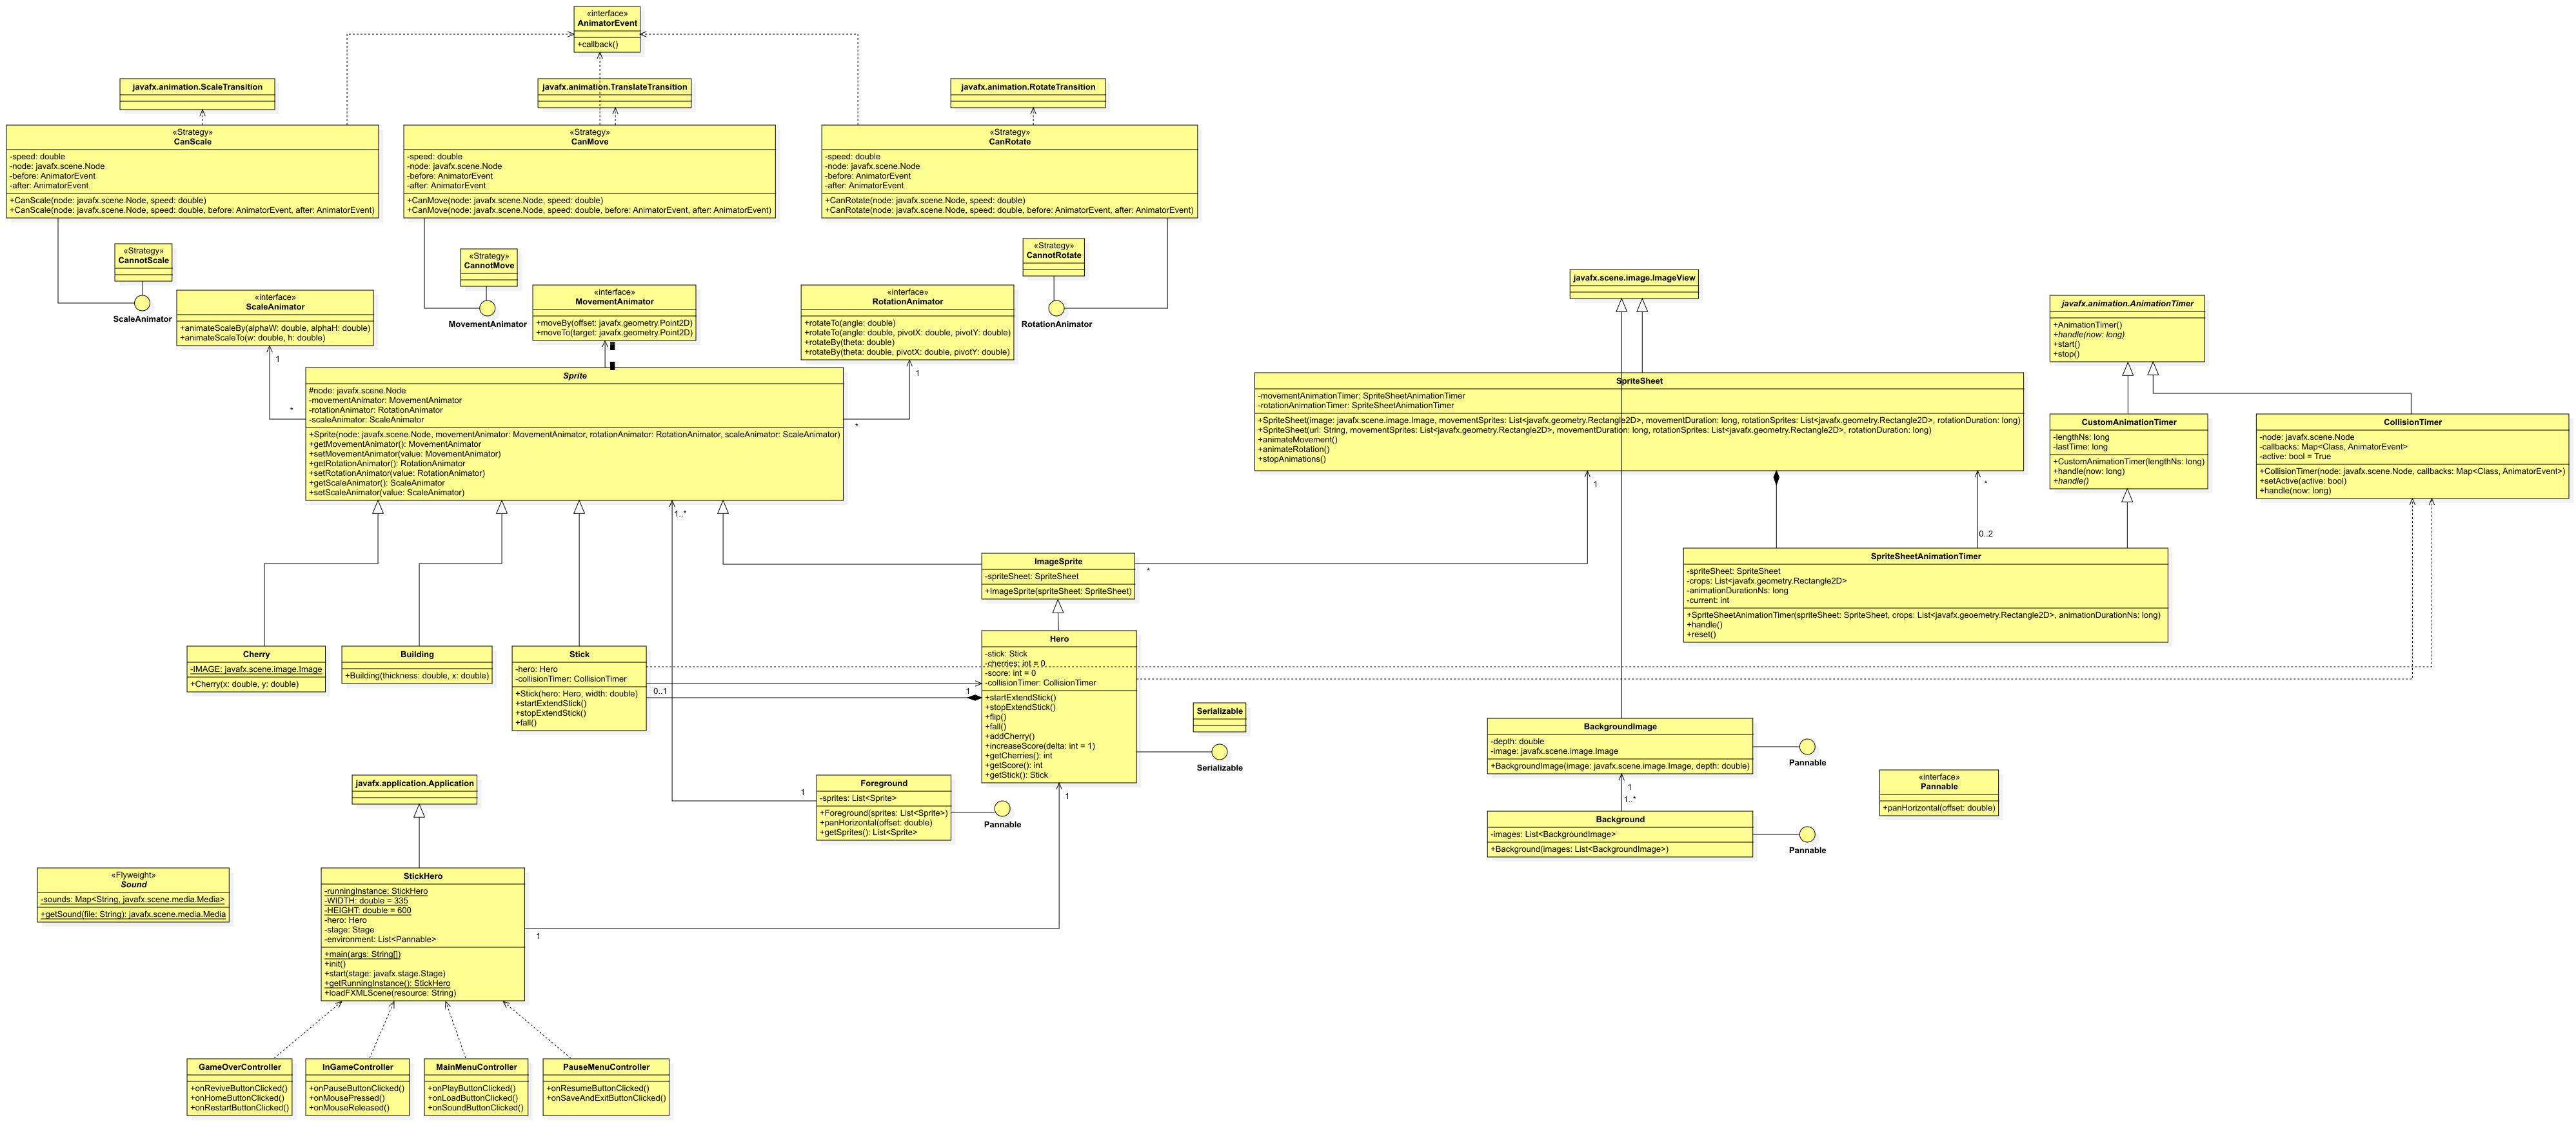 «interface»
AnimatorEvent
+callback()
javafx.animation.ScaleTransition
javafx.animation.TranslateTransition
javafx.animation.RotateTransition
«Strategy»
CanScale
-speed: double
-node: javafx.scene.Node
-before: AnimatorEvent
-after: AnimatorEvent
+CanScale(node: javafx.scene.Node, speed: double)
+CanScale(node: javafx.scene.Node, speed: double, before: AnimatorEvent, after: AnimatorEvent)
«Strategy»
CanMove
-speed: double
-node: javafx.scene.Node
-before: AnimatorEvent
-after: AnimatorEvent
+CanMove(node: javafx.scene.Node, speed: double)
+CanMove(node: javafx.scene.Node, speed: double, before: AnimatorEvent, after: AnimatorEvent)
«Strategy»
CanRotate
-speed: double
-node: javafx.scene.Node
-before: AnimatorEvent
-after: AnimatorEvent
+CanRotate(node: javafx.scene.Node, speed: double)
+CanRotate(node: javafx.scene.Node, speed: double, before: AnimatorEvent, after: AnimatorEvent)
«Strategy»
CannotScale
ScaleAnimator
«interface»
ScaleAnimator
+animateScaleBy(alphaW: double, alphaH: double)
+animateScaleTo(w: double, h: double)
«Strategy»
CannotMove
MovementAnimator
«interface»
MovementAnimator
+moveBy(offset: javafx.geometry.Point2D)
+moveTo(target: javafx.geometry.Point2D)
«interface»
RotationAnimator
+rotateTo(angle: double)
+rotateTo(angle: double, pivotX: double, pivotY: double)
+rotateBy(theta: double)
+rotateBy(theta: double, pivotX: double, pivotY: double)
«Strategy»
CannotRotate
RotationAnimator
javafx.scene.image.ImageView
javafx.animation.AnimationTimer
+AnimationTimer()
+handle(now: long)
+start()
+stop()
1
*
1
*
Sprite
#node: javafx.scene.Node
-movementAnimator: MovementAnimator
-rotationAnimator: RotationAnimator
-scaleAnimator: ScaleAnimator
+Sprite(node: javafx.scene.Node, movementAnimator: MovementAnimator, rotationAnimator: RotationAnimator, scaleAnimator: ScaleAnimator)
+getMovementAnimator(): MovementAnimator
+setMovementAnimator(value: MovementAnimator)
+getRotationAnimator(): RotationAnimator
+setRotationAnimator(value: RotationAnimator)
+getScaleAnimator(): ScaleAnimator
+setScaleAnimator(value: ScaleAnimator)
SpriteSheet
-movementAnimationTimer: SpriteSheetAnimationTimer
-rotationAnimationTimer: SpriteSheetAnimationTimer
+SpriteSheet(image: javafx.scene.image.Image, movementSprites: List<javafx.geometry.Rectangle2D>, movementDuration: long, rotationSprites: List<javafx.geometry.Rectangle2D>, rotationDuration: long)
+SpriteSheet(url: String, movementSprites: List<javafx.geometry.Rectangle2D>, movementDuration: long, rotationSprites: List<javafx.geometry.Rectangle2D>, rotationDuration: long)
+animateMovement()
+animateRotation()
+stopAnimations()
CustomAnimationTimer
-lengthNs: long
-lastTime: long
+CustomAnimationTimer(lengthNs: long)
+handle(now: long)
+handle()
CollisionTimer
-node: javafx.scene.Node
-callbacks: Map<Class, AnimatorEvent>
-active: bool = True
+CollisionTimer(node: javafx.scene.Node, callbacks: Map<Class, AnimatorEvent>)
+setActive(active: bool)
+handle(now: long)
1..*
1
*
*
0..2
ImageSprite
-spriteSheet: SpriteSheet
+ImageSprite(spriteSheet: SpriteSheet)
SpriteSheetAnimationTimer
-spriteSheet: SpriteSheet
-crops: List<javafx.geometry.Rectangle2D>
-animationDurationNs: long
-current: int
+SpriteSheetAnimationTimer(spriteSheet: SpriteSheet, crops: List<javafx.geoemetry.Rectangle2D>, animationDurationNs: long)
+handle()
+reset()
Cherry
-IMAGE: javafx.scene.image.Image
+Cherry(x: double, y: double)
Building
+Building(thickness: double, x: double)
Stick
-hero: Hero
-collisionTimer: CollisionTimer
+Stick(hero: Hero, width: double)
+startExtendStick()
+stopExtendStick()
+fall()
0..1
1
Hero
-stick: Stick
-cherries: int = 0
-score: int = 0
-collisionTimer: CollisionTimer
+startExtendStick()
+stopExtendStick()
+flip()
+fall()
+addCherry()
+increaseScore(delta: int = 1)
+getCherries(): int
+getScore(): int
+getStick(): Stick
Serializable
Serializable
BackgroundImage
-depth: double
-image: javafx.scene.image.Image
+BackgroundImage(image: javafx.scene.image.Image, depth: double)
Pannable
«interface»
Pannable
+panHorizontal(offset: double)
1
1..*
Background
-images: List<BackgroundImage>
+Background(images: List<BackgroundImage>)
Pannable
javafx.application.Application
1
Foreground
-sprites: List<Sprite>
+Foreground(sprites: List<Sprite>)
+panHorizontal(offset: double)
+getSprites(): List<Sprite>
Pannable
1
«Flyweight»
Sound
-sounds: Map<String, javafx.scene.media.Media>
+getSound(file: String): javafx.scene.media.Media
StickHero
-runningInstance: StickHero
-WIDTH: double = 335
-HEIGHT: double = 600
-hero: Hero
-stage: Stage
-environment: List<Pannable>
+main(args: String[])
+init()
+start(stage: javafx.stage.Stage)
+getRunningInstance(): StickHero
+loadFXMLScene(resource: String)
1
GameOverController
+onReviveButtonClicked()
+onHomeButtonClicked()
+onRestartButtonClicked()
InGameController
+onPauseButtonClicked()
+onMousePressed()
+onMouseReleased()
MainMenuController
+onPlayButtonClicked()
+onLoadButtonClicked()
+onSoundButtonClicked()
PauseMenuController
+onResumeButtonClicked()
+onSaveAndExitButtonClicked()